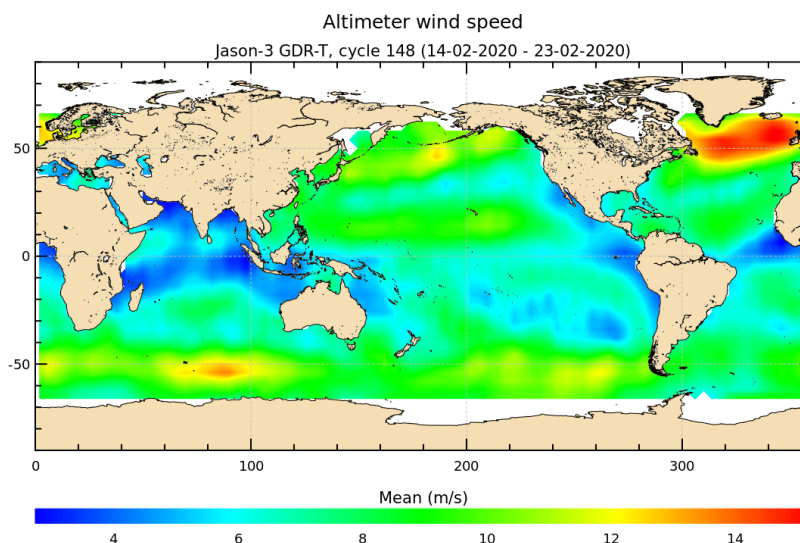 Altimeter wind speed
Jason-3 GDR-T, cycle 148 (14-02-2020 - 23-02-2020)
50
0
-50
0 100 200 300
Mean (m/s)
4 6 8 10 12 14